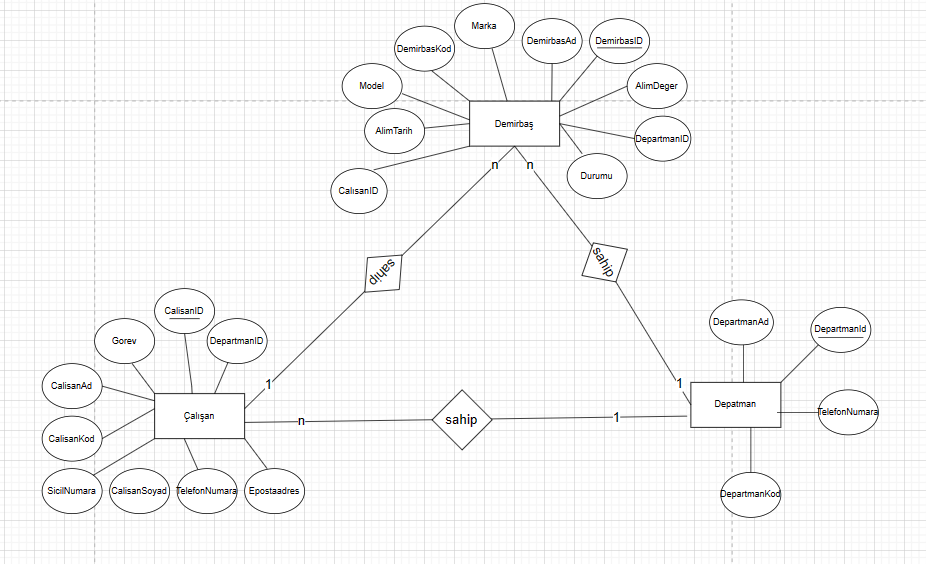 Marka
DemirbasKod
DemirbasAd
DemirbasID
Model
AlimDeger
AlimTarih
Demirbaş
DepartmanID
CalısanID
Durumu
n
n
sahip
sahip
CalisanID
Gorev
DepartmanID
DepartmanAd
DepartmanId
CalisanAd
1
1
Çalışan
Depatman
TelefonNumara
CalisanKod
n
sahip
1
SicilNumara
CalisanSoyad
TelefonNumara
Epostaadres
DepartmanKod